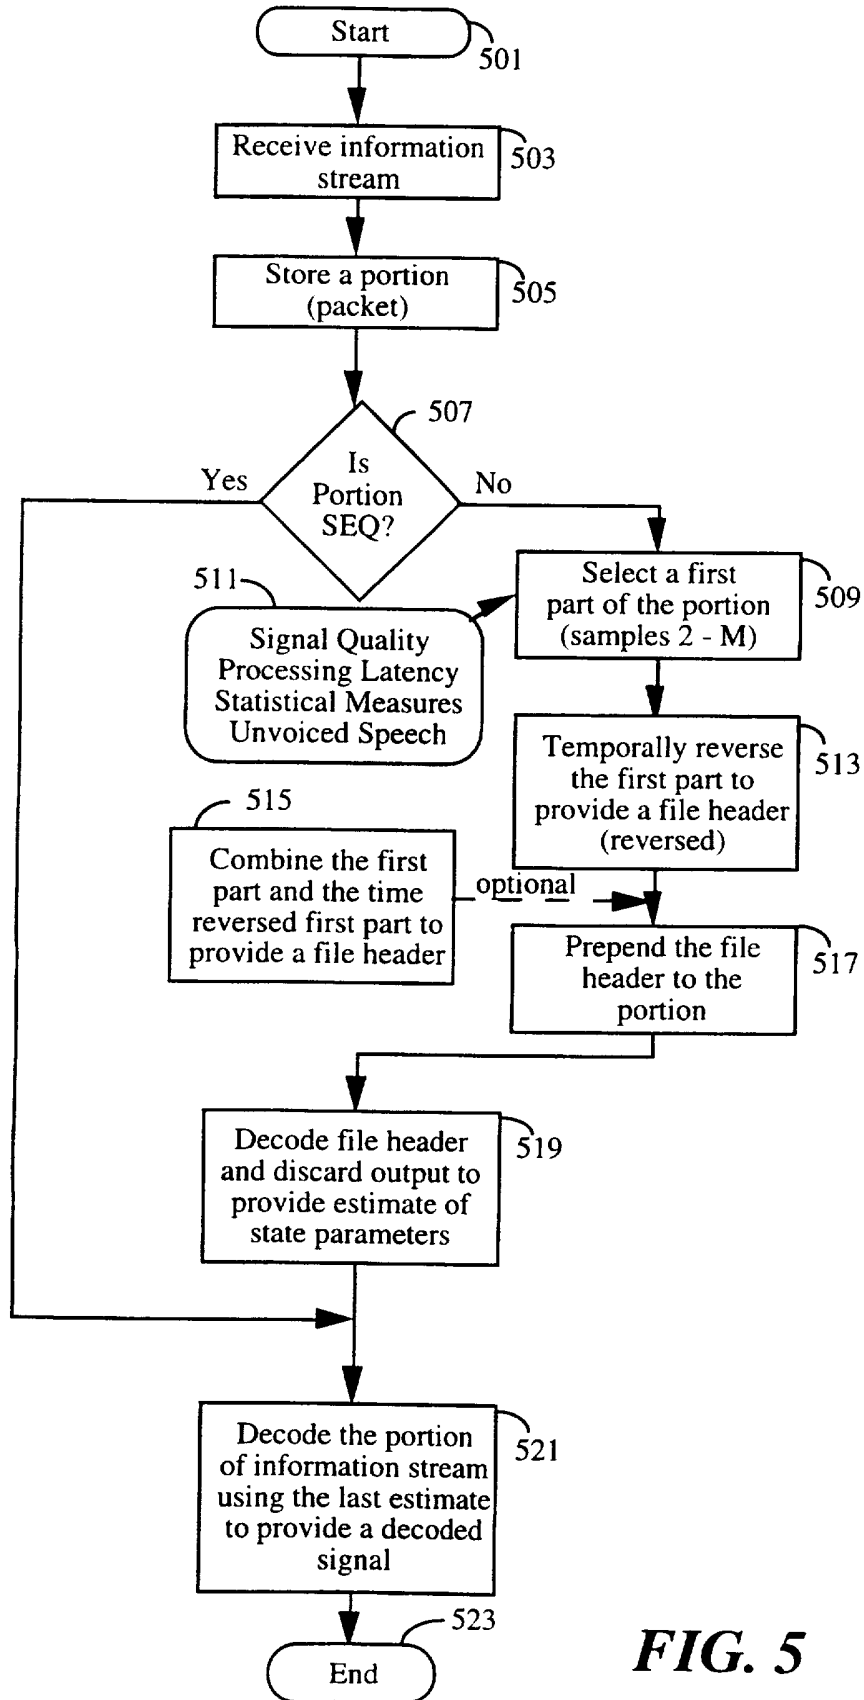 Start
501
Receive information
stream
503
Store a portion
(packet)
505
507
Is
Portion
SEQ?
Yes
No
Select a first
part of the portion
(samples 2 - M)
509
511
Signal Quality
Processing Latency
Statistical Measures
Unvoiced Speech
Temporally reverse
the first part to
provide a file header
(reversed)
513
515
Combine the first
part and the time
reversed first part to
provide a file header
optional
Prepend the file
header to the
portion
517
Decode file header
and discard output to
provide estimate of
state parameters
519
Decode the portion
of information stream
using the last estimate
to provide a decoded
signal
521
523
End
FIG. 5